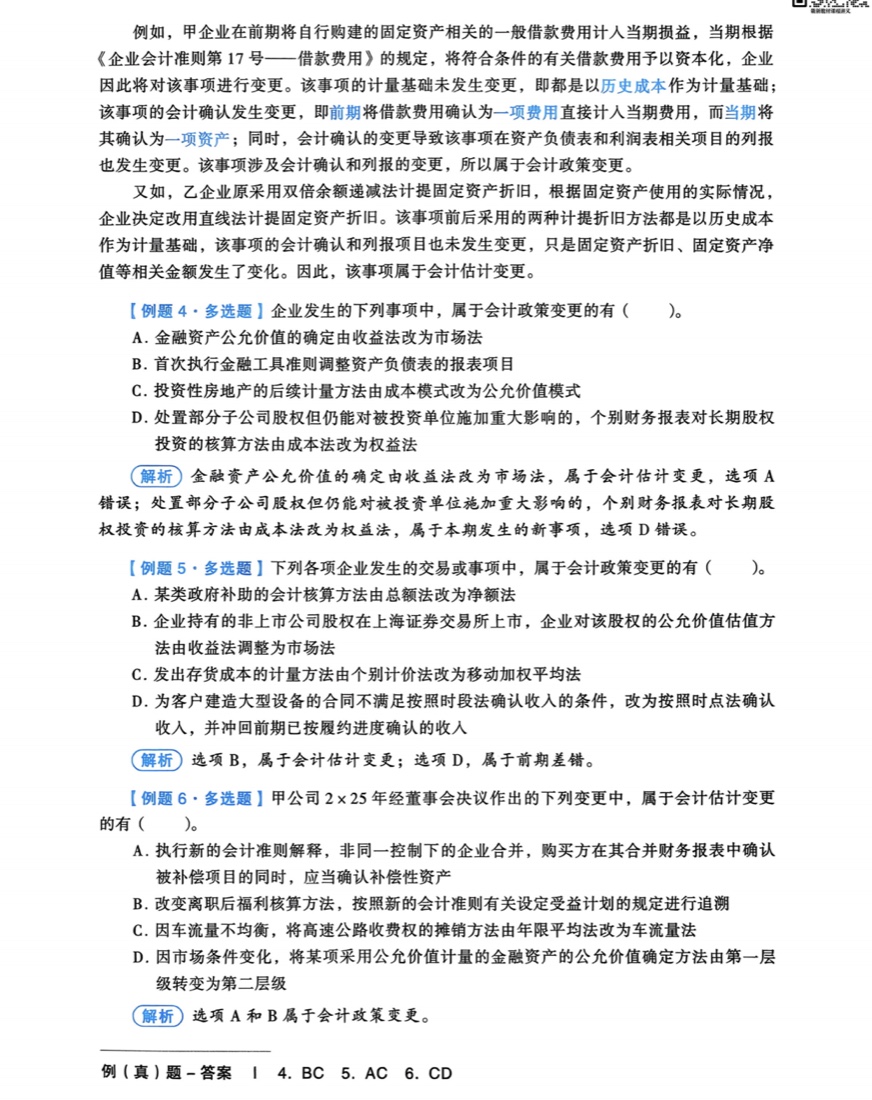 例如，甲企业在前期将自行购建的固定资产相关的一般借款费用计入当期损益，当期根据
《企业会计准则第 17 号——借款费用》的规定，将符合条件的有关借款费用予以资本化，企业
因此将对该事项进行变更。该事项的计量基础未发生变更，即都是以历史成本作为计量基础；
该事项的会计确认发生变更，即前期将借款费用确认为一项费用直接计入当期费用，而当期将
其确认为一项资产；同时，会计确认的变更导致该事项在资产负债表和利润表相关项目的列报
也发生变更。该事项涉及会计确认和列报的变更，所以属于会计政策变更。
又如，乙企业原采用双倍余额递减法计提固定资产折旧，根据固定资产使用的实际情况，
企业决定改用直线法计提固定资产折旧。该事项前后采用的两种计提折旧方法都是以历史成本
作为计量基础，该事项的会计确认和列报项目也未发生变更，只是固定资产折旧、固定资产净
值等相关金额发生了变化。因此，该事项属于会计估计变更。
【例题 4·多选题】企业发生的下列事项中，属于会计政策变更的有（　　）。
A. 金融资产公允价值的确定由收益法改为市场法
B. 首次执行金融工具准则调整资产负债表的报表项目
C. 投资性房地产的后续计量方法由成本模式改为公允价值模式
D. 处置部分子公司股权但仍能对被投资单位施加重大影响的，个别财务报表对长期股权
投资的核算方法由成本法改为权益法
解析 金融资产公允价值的确定由收益法改为市场法，属于会计估计变更，选项 A
错误；处置部分子公司股权但仍能对被投资单位施加重大影响的，个别财务报表对长期股
权投资的核算方法由成本法改为权益法，属于本期发生的新事项，选项 D 错误。
【例题 5·多选题】下列各项企业发生的交易或事项中，属于会计政策变更的有（　　）。
A. 某类政府补助的会计核算方法由总额法改为净额法
B. 企业持有的非上市公司股权在上海证券交易所上市，企业对该股权的公允价值估值方
法由收益法调整为市场法
C. 发出存货成本的计量方法由个别计价法改为移动加权平均法
D. 为客户建造大型设备的合同不满足按照时段法确认收入的条件，改为按照时点法确认
收入，并冲回前期已按履约进度确认的收入
解析 选项 B，属于会计估计变更；选项 D，属于前期差错。
【例题 6·多选题】甲公司 2×25 年经董事会决议作出的下列变更中，属于会计估计变更
的有（　　）。
A. 执行新的会计准则解释，非同一控制下的企业合并，购买方在其合并财务报表中确认
被补偿项目的同时，应当确认补偿性资产
B. 改变离职后福利核算方法，按照新的会计准则有关设定受益计划的规定进行追溯
C. 因车流量不均衡，将高速公路收费权的摊销方法由年限平均法改为车流量法
D. 因市场条件变化，将某项采用公允价值计量的金融资产的公允价值确定方法由第一层
级转变为第二层级
解析 选项 A 和 B 属于会计政策变更。
例（真）题－答案　|　4. BC　5. AC　6. CD